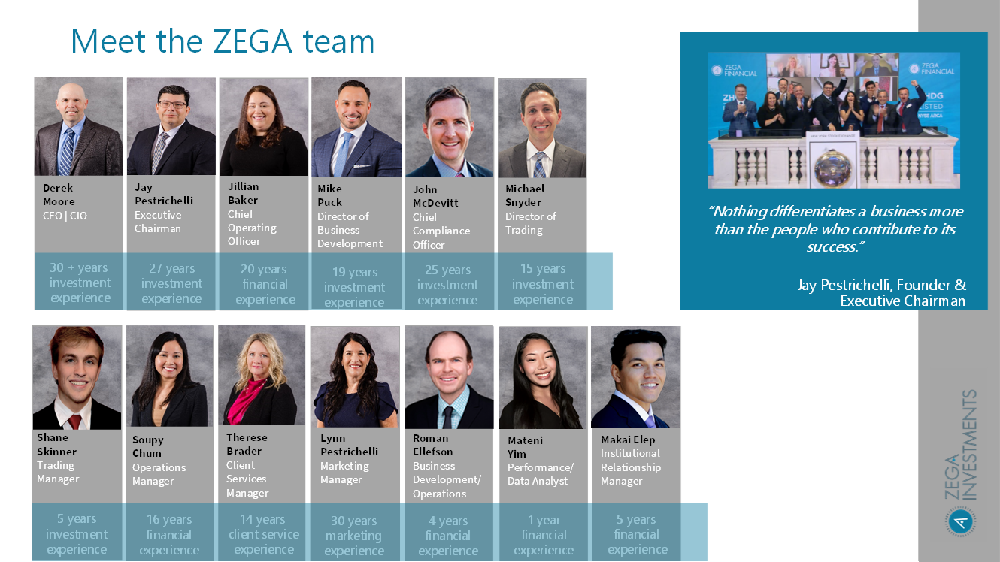 Meet the ZEGA team
Derek
Moore
CEO | CIO
30 + years
investment
experience
Jay
Pestrichelli
Executive
Chairman
27 years
investment
experience
Jillian
Baker
Chief
Operating
Officer
20 years
financial
experience
Mike
Puck
Director of
Business
Development
19 years
investment
experience
John
McDevitt
Chief
Compliance
Officer
25 years
investment
experience
Michael
Snyder
Director of
Trading
15 years
investment
experience
ZEGA
FINANCIAL
ZEGA
FINANCIAL
HDG
LISTED
NYSE ARCA
NEW YORK STOCK EXCHANGE
“Nothing differentiates a business more
than the people who contribute to its
success.”
Jay Pestrichelli, Founder &
Executive Chairman
Shane
Skinner
Trading
Manager
5 years
investment
experience
Soupy
Chum
Operations
Manager
16 years
financial
experience
Therese
Brader
Client
Services
Manager
14 years
client service
experience
Lynn
Pestrichelli
Marketing
Manager
30 years
marketing
experience
Roman
Ellefson
Business
Development/
Operations
4 years
financial
experience
Mateni
Yim
Performance/
Data Analyst
1 year
financial
experience
Makai Elep
Institutional
Relationship
Manager
5 years
financial
experience
ZEGA
INVESTMENTS